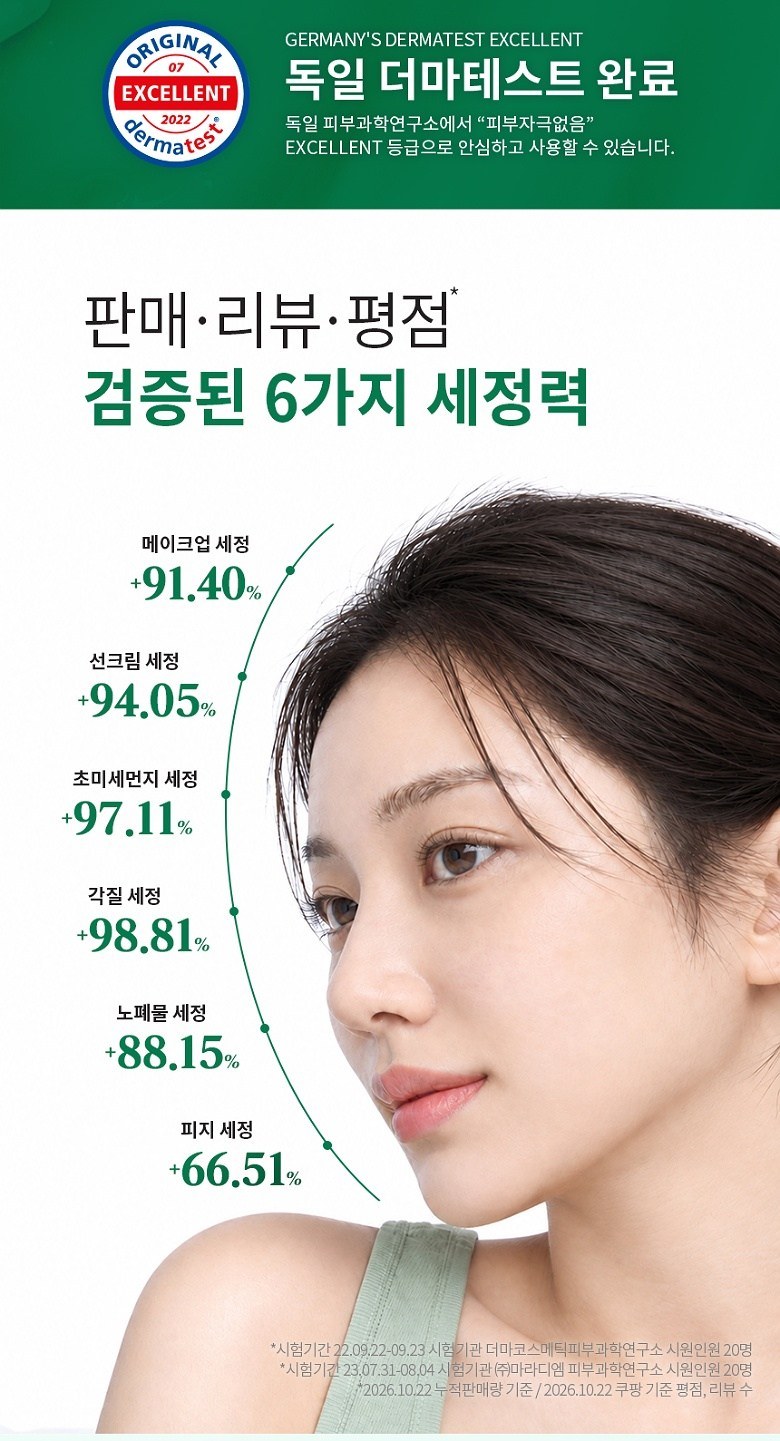 ORIGINAL
07
EXCELLENT
2022
dermatest®
GERMANY'S DERMATEST EXCELLENT
독일 더마테스트 완료
독일 피부과학연구소에서 “피부자극없음”
EXCELLENT 등급으로 안심하고 사용할 수 있습니다.
판매·리뷰·평점*
검증된 6가지 세정력
메이크업 세정
+91.40%
선크림 세정
+94.05%
초미세먼지 세정
+97.11%
각질 세정
+98.81%
노폐물 세정
+88.15%
피지 세정
+66.51%
*시험기간 22.09.22-09.23 시험기관 더마코스메틱피부과학연구소 시원인원 20명
*시험기간 23.07.31-08.04 시험기관 ㈜마라디엠 피부과학연구소 시원인원 20명
*2026.10.22 누적판매량 기준 / 2026.10.22 쿠팡 기준 평점, 리뷰 수